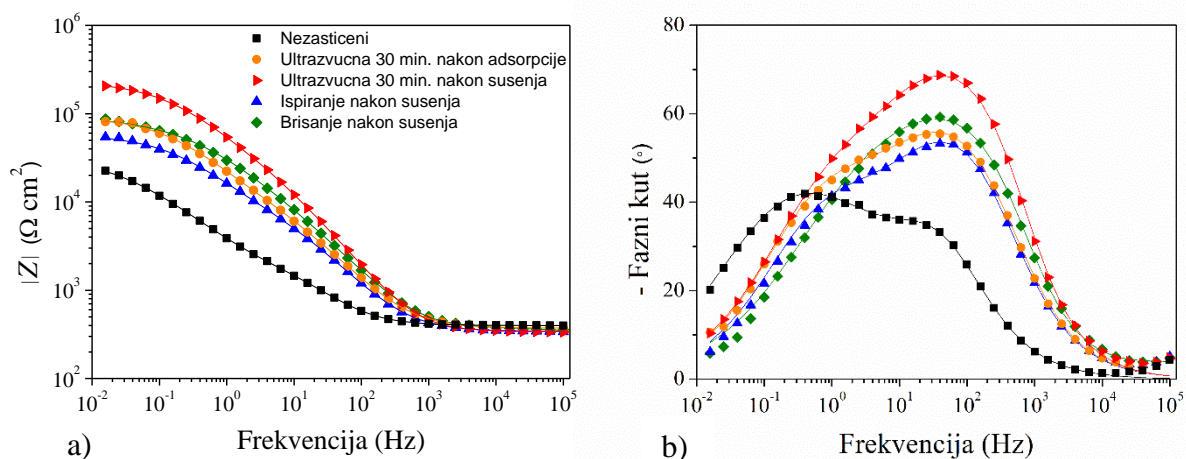 10^6
10^5
10^4
10^3
10^2
|Z| (Ω cm²)
Nezasticeni
Ultrazvucna 30 min. nakon adsorpcije
Ultrazvucna 30 min. nakon susenja
Ispiranje nakon susenja
Brisanje nakon susenja
10^-2 10^-1 10^0 10^1 10^2 10^3 10^4 10^5
a) Frekvencija (Hz)
80
60
40
20
0
- Fazni kut (°)
10^-2 10^-1 10^0 10^1 10^2 10^3 10^4 10^5
b) Frekvencija (Hz)